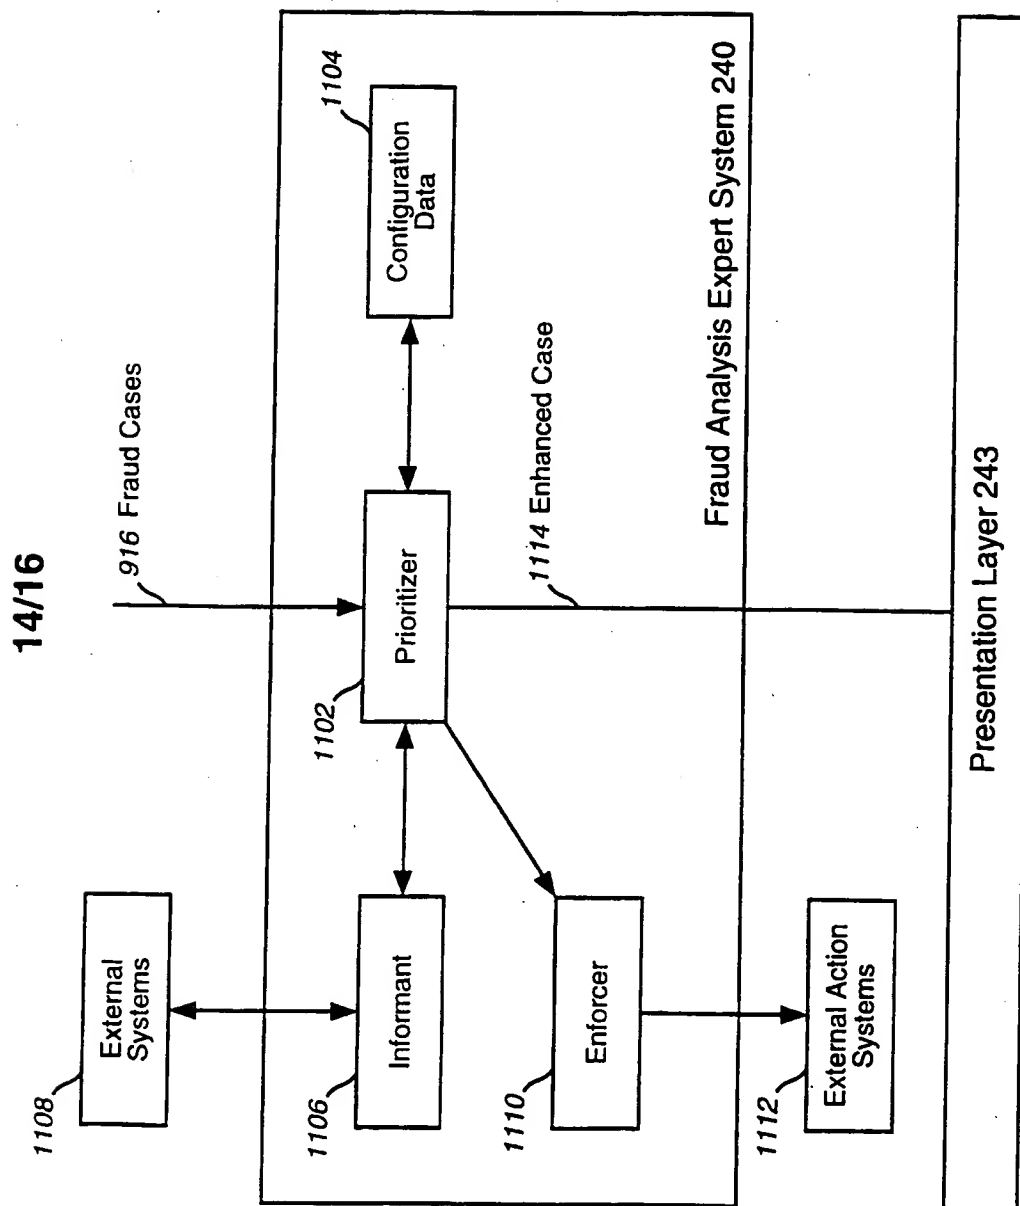 14/16
916 Fraud Cases
1108
External
Systems
1106
Informant
1102
Prioritizer
1104
Configuration
Data
1110
Enforcer
1114 Enhanced Case
Fraud Analysis Expert System 240
1112
External Action
Systems
Presentation Layer 243